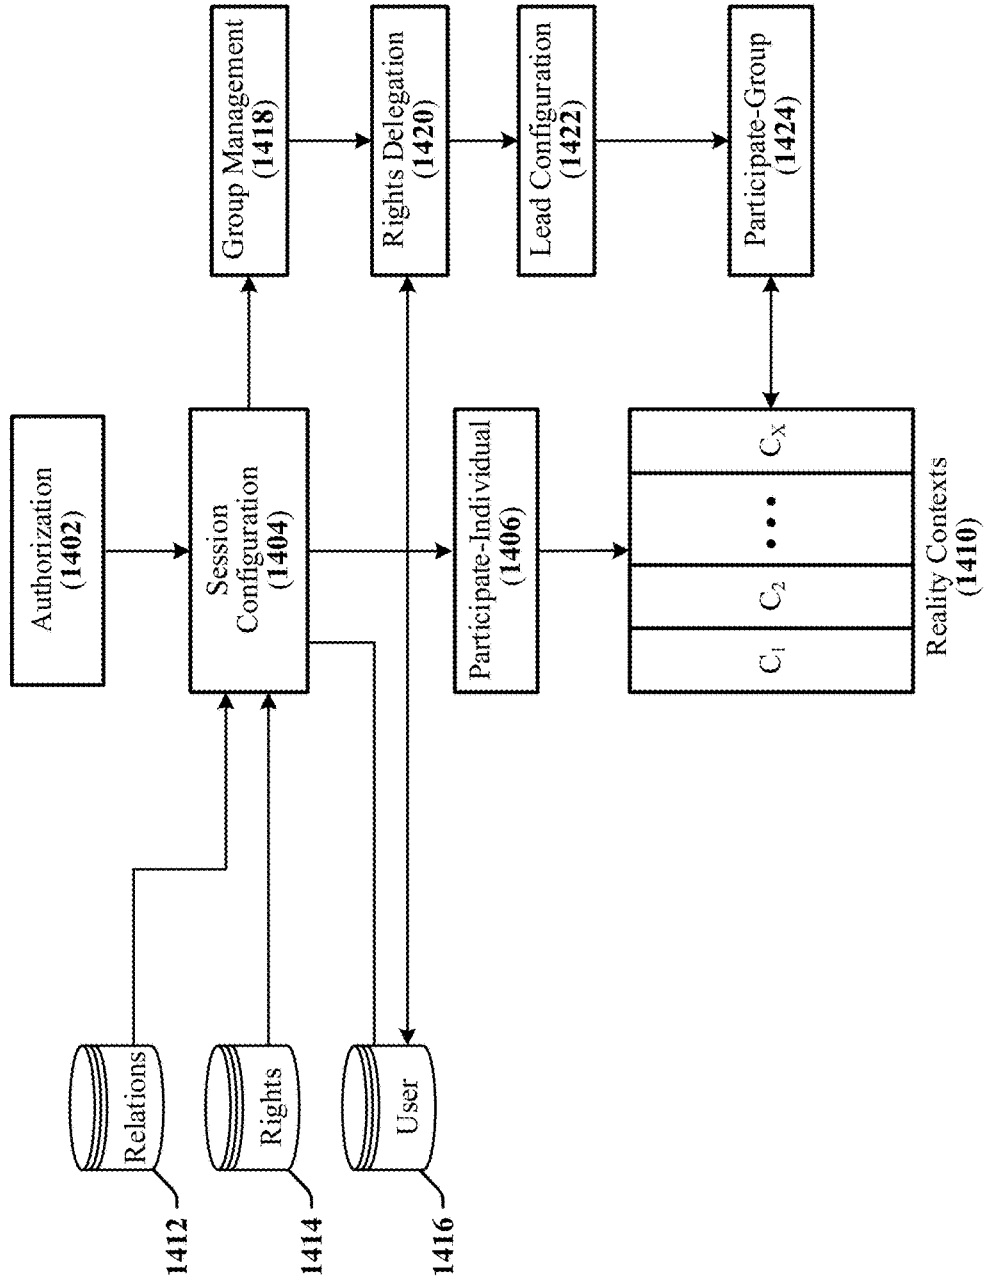 Authorization
(1402)
Session
Configuration
(1404)
Participate-Individual
(1406)
C1
C2
•••
CX
Reality Contexts
(1410)
Group Management
(1418)
Rights Delegation
(1420)
Lead Configuration
(1422)
Participate-Group
(1424)
Relations
1412
Rights
1414
User
1416